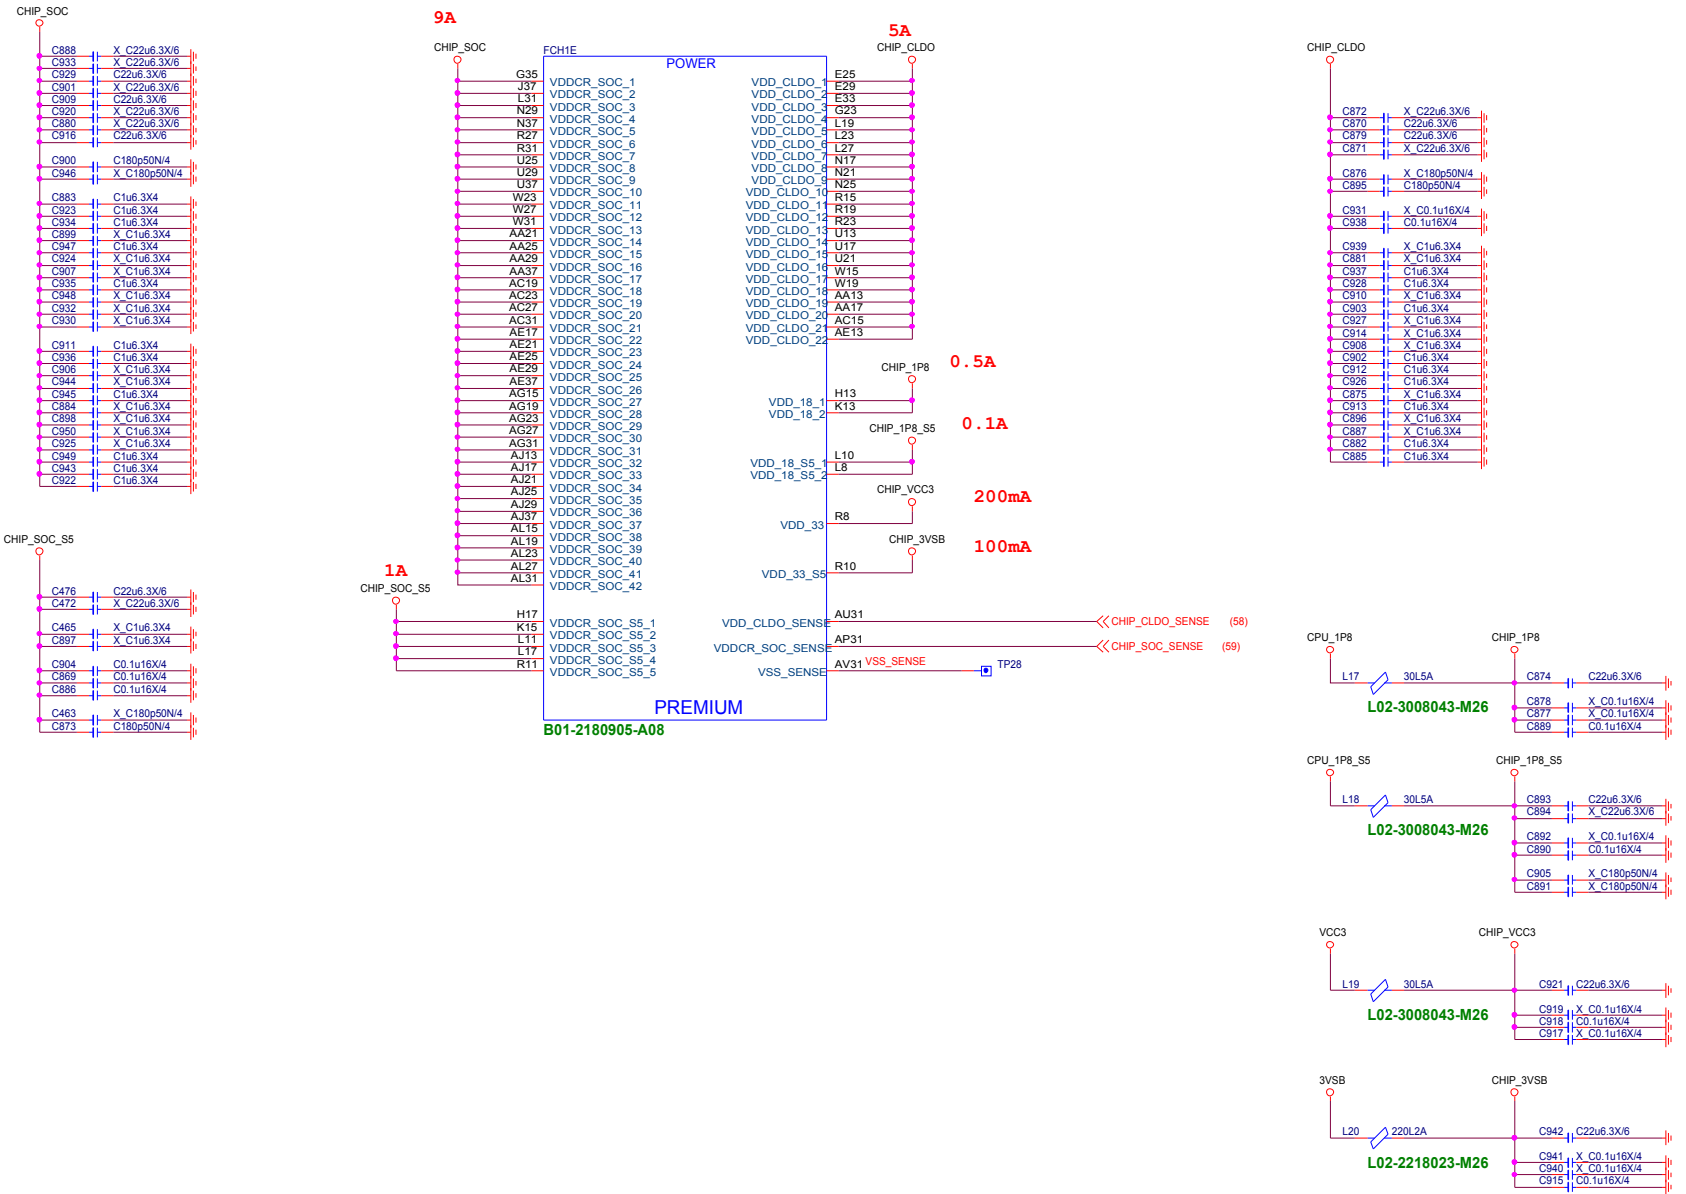 CHIP_SOC
C888 X_C22u6.3X/6
C933 X_C22u6.3X/6
C929 C22u6.3X/6
C901 X_C22u6.3X/6
C909 C22u6.3X/6
C920 X_C22u6.3X/6
C880 X_C22u6.3X/6
C916 C22u6.3X/6
C900 C180p50N/4
C946 X_C180p50N/4
C883 C1u6.3X4
C923 C1u6.3X4
C934 C1u6.3X4
C899 X_C1u6.3X4
C947 C1u6.3X4
C924 X_C1u6.3X4
C907 X_C1u6.3X4
C935 C1u6.3X4
C948 X_C1u6.3X4
C932 X_C1u6.3X4
C930 X_C1u6.3X4
C911 C1u6.3X4
C936 C1u6.3X4
C906 X_C1u6.3X4
C944 X_C1u6.3X4
C945 C1u6.3X4
C884 X_C1u6.3X4
C898 X_C1u6.3X4
C950 X_C1u6.3X4
C925 X_C1u6.3X4
C949 C1u6.3X4
C943 C1u6.3X4
C922 C1u6.3X4
CHIP_SOC_S5
C476 C22u6.3X/6
C472 X_C22u6.3X/6
C465 X_C1u6.3X4
C897 X_C1u6.3X4
C904 C0.1u16X/4
C869 C0.1u16X/4
C886 C0.1u16X/4
C463 X_C180p50N/4
C873 C180p50N/4
9A
CHIP_SOC
FCH1E
POWER
G35 VDDCR_SOC_1
J37 VDDCR_SOC_2
L31 VDDCR_SOC_3
N29 VDDCR_SOC_4
N37 VDDCR_SOC_5
R27 VDDCR_SOC_6
R31 VDDCR_SOC_7
U25 VDDCR_SOC_8
U29 VDDCR_SOC_9
U37 VDDCR_SOC_10
W23 VDDCR_SOC_11
W27 VDDCR_SOC_12
W31 VDDCR_SOC_13
AA21 VDDCR_SOC_14
AA25 VDDCR_SOC_15
AA29 VDDCR_SOC_16
AA37 VDDCR_SOC_17
AC19 VDDCR_SOC_18
AC23 VDDCR_SOC_19
AC27 VDDCR_SOC_20
AC31 VDDCR_SOC_21
AE17 VDDCR_SOC_22
AE21 VDDCR_SOC_23
AE25 VDDCR_SOC_24
AE29 VDDCR_SOC_25
AE37 VDDCR_SOC_26
AG15 VDDCR_SOC_27
AG19 VDDCR_SOC_28
AG23 VDDCR_SOC_29
AG27 VDDCR_SOC_30
AG31 VDDCR_SOC_31
AJ13 VDDCR_SOC_32
AJ17 VDDCR_SOC_33
AJ21 VDDCR_SOC_34
AJ25 VDDCR_SOC_35
AJ29 VDDCR_SOC_36
AJ37 VDDCR_SOC_37
AL15 VDDCR_SOC_38
AL19 VDDCR_SOC_39
AL23 VDDCR_SOC_40
AL27 VDDCR_SOC_41
AL31 VDDCR_SOC_42
1A
CHIP_SOC_S5
H17 VDDCR_SOC_S5_1
K15 VDDCR_SOC_S5_2
L11 VDDCR_SOC_S5_3
L17 VDDCR_SOC_S5_4
R11 VDDCR_SOC_S5_5
5A
CHIP_CLDO
VDD_CLDO_1 E25
VDD_CLDO_2 E29
VDD_CLDO_3 E33
VDD_CLDO_4 G23
VDD_CLDO_5 L19
VDD_CLDO_6 L23
VDD_CLDO_7 L27
VDD_CLDO_8 N17
VDD_CLDO_9 N21
VDD_CLDO_10 N25
VDD_CLDO_11 R15
VDD_CLDO_12 R19
VDD_CLDO_13 R23
VDD_CLDO_14 U13
VDD_CLDO_15 U17
VDD_CLDO_16 U21
VDD_CLDO_17 W15
VDD_CLDO_18 W19
VDD_CLDO_19 AA13
VDD_CLDO_20 AA17
VDD_CLDO_21 AC15
VDD_CLDO_22 AE13
CHIP_1P8 0.5A
VDD_18_1 H13
VDD_18_2 K13
CHIP_1P8_S5 0.1A
VDD_18_S5_1 L10
VDD_18_S5_2 L8
CHIP_VCC3 200mA
VDD_33 R8
CHIP_3VSB 100mA
VDD_33_S5 R10
VDD_CLDO_SENSE AU31 CHIP_CLDO_SENSE (58)
VDDCR_SOC_SENSE AP31 CHIP_SOC_SENSE (59)
VSS_SENSE AV31 VSS_SENSE TP28
PREMIUM
B01-2180905-A08
CHIP_CLDO
C872 X_C22u6.3X/6
C870 C22u6.3X/6
C879 C22u6.3X/6
C871 X_C22u6.3X/6
C876 X_C180p50N/4
C895 C180p50N/4
C931 X_C0.1u16X/4
C938 C0.1u16X/4
C939 X_C1u6.3X4
C881 X_C1u6.3X4
C937 C1u6.3X4
C928 C1u6.3X4
C910 X_C1u6.3X4
C903 C1u6.3X4
C927 X_C1u6.3X4
C914 X_C1u6.3X4
C908 X_C1u6.3X4
C902 C1u6.3X4
C912 C1u6.3X4
C926 C1u6.3X4
C875 X_C1u6.3X4
C913 C1u6.3X4
C896 X_C1u6.3X4
C887 X_C1u6.3X4
C882 C1u6.3X4
C885 C1u6.3X4
CPU_1P8 CHIP_1P8
L17 30L5A C874 C22u6.3X/6
L02-3008043-M26
C878 X_C0.1u16X/4
C877 X_C0.1u16X/4
C889 C0.1u16X/4
CPU_1P8_S5 CHIP_1P8_S5
L18 30L5A C893 C22u6.3X/6
C894 X_C22u6.3X/6
L02-3008043-M26
C892 X_C0.1u16X/4
C890 C0.1u16X/4
C905 X_C180p50N/4
C891 X_C180p50N/4
VCC3 CHIP_VCC3
L19 30L5A C921 C22u6.3X/6
L02-3008043-M26
C919 X_C0.1u16X/4
C918 C0.1u16X/4
C917 X_C0.1u16X/4
3VSB CHIP_3VSB
L20 220L2A C942 C22u6.3X/6
L02-2218023-M26
C941 X_C0.1u16X/4
C940 X_C0.1u16X/4
C915 C0.1u16X/4